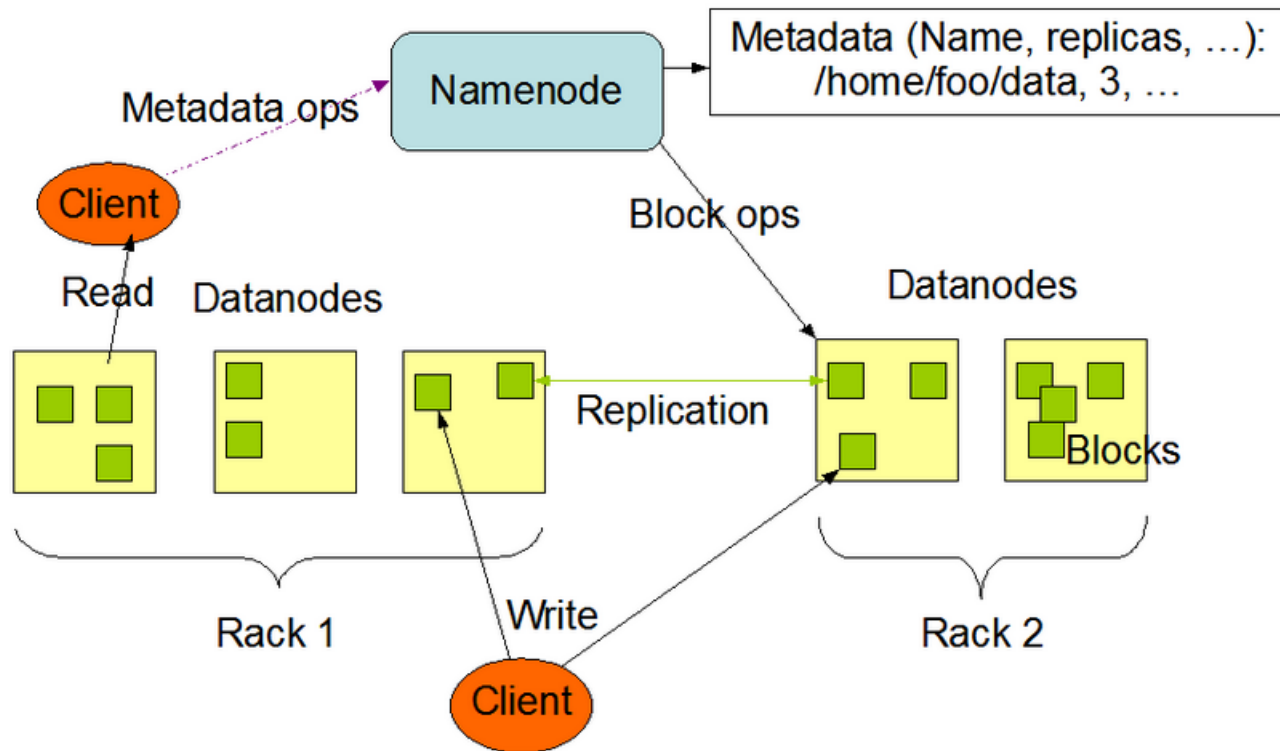 Metadata (Name, replicas, …):
/home/foo/data, 3, …
Namenode
Metadata ops
Client
Block ops
Read
Datanodes
Datanodes
Replication
Blocks
Rack 1
Write
Rack 2
Client